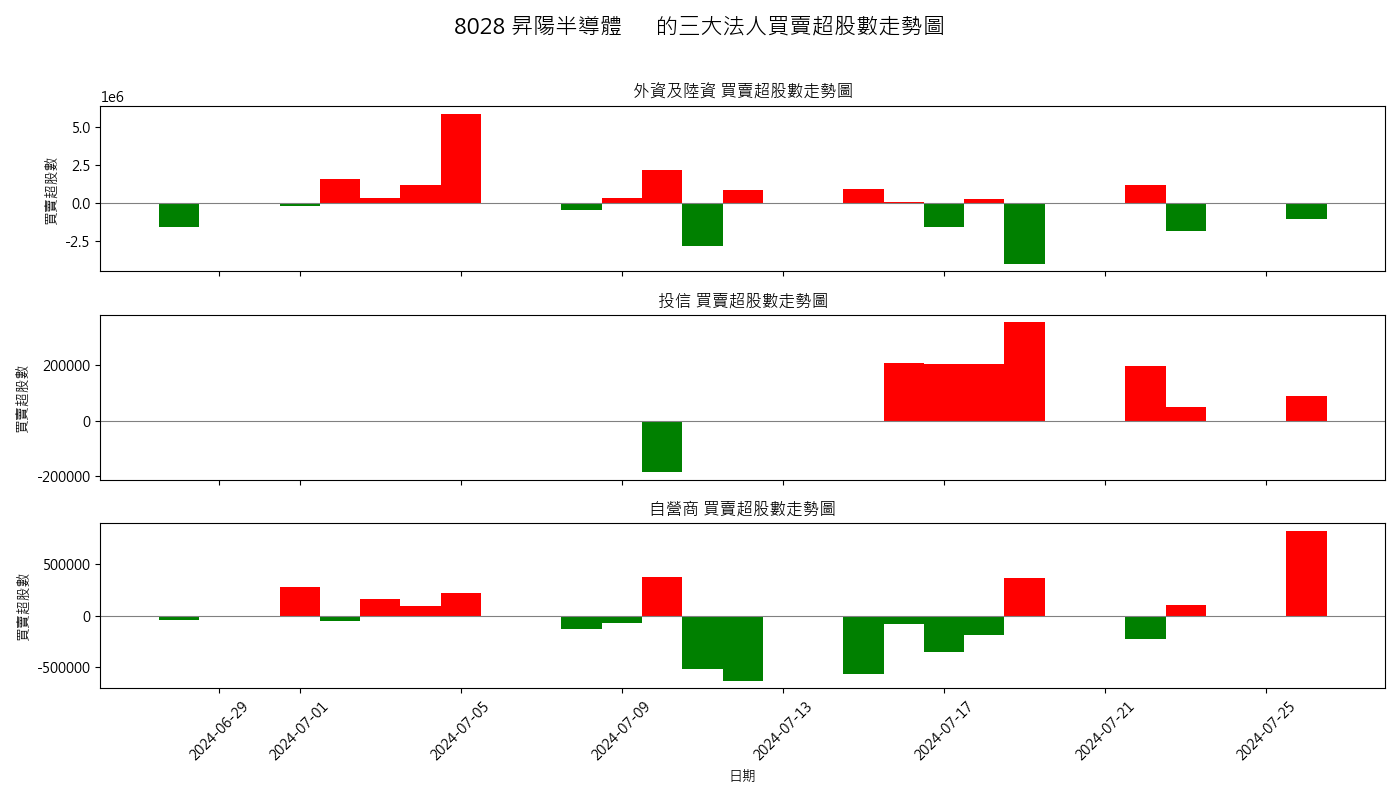 8028 昇陽半導體 的三大法人買賣超股數走勢圖
外資及陸資 買賣超股數走勢圖
1e6
5.0
2.5
0.0
-2.5
買賣超股數
投信 買賣超股數走勢圖
200000
0
-200000
買賣超股數
自營商 買賣超股數走勢圖
500000
0
-500000
買賣超股數
2024-06-29
2024-07-01
2024-07-05
2024-07-09
2024-07-13
2024-07-17
2024-07-21
2024-07-25
日期